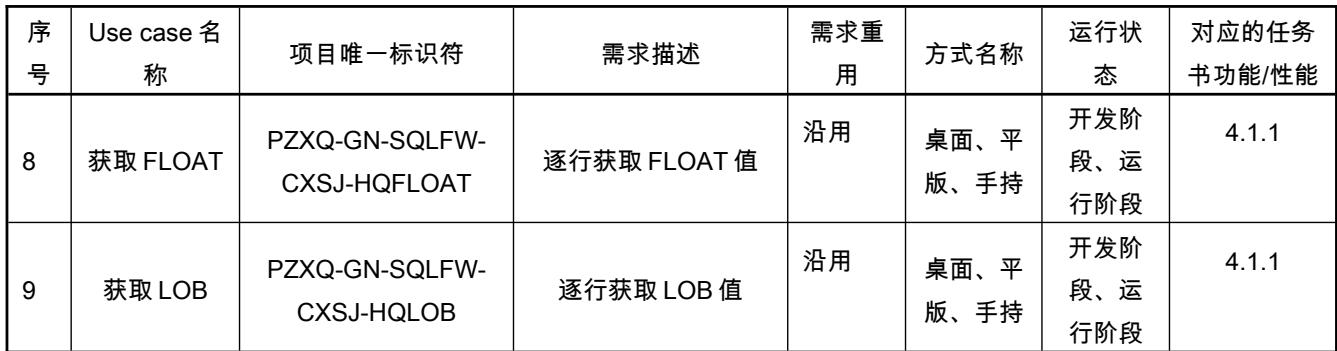 序号 Use case 名称 项目唯一标识符 需求描述 需求重用 方式名称 运行状态 对应的任务书功能/性能
8 获取 FLOAT PZXQ-GN-SQLFW-CXSJ-HQFLOAT 逐行获取 FLOAT 值 沿用 桌面、平版、手持 开发阶段、运行阶段 4.1.1
9 获取 LOB PZXQ-GN-SQLFW-CXSJ-HQLOB 逐行获取 LOB 值 沿用 桌面、平版、手持 开发阶段、运行阶段 4.1.1